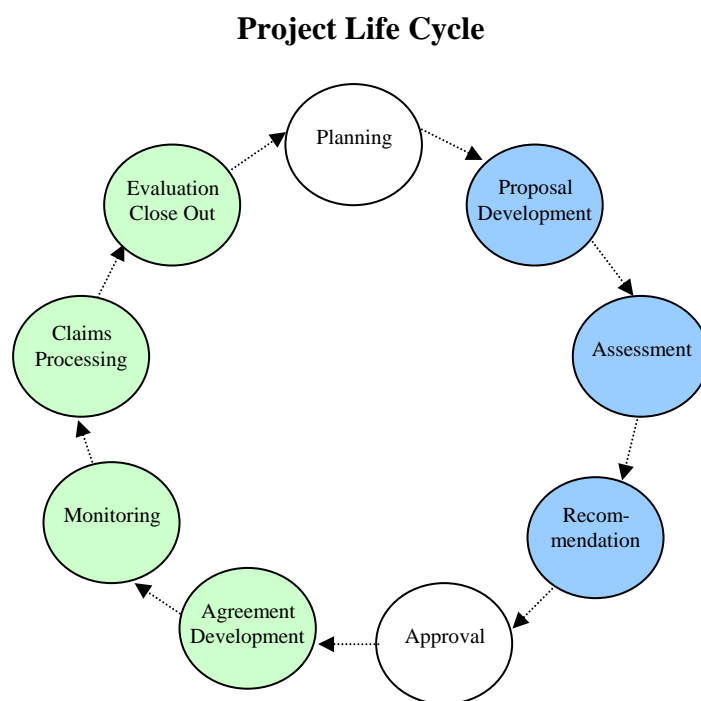 Project Life Cycle
Planning
Proposal
Development
Assessment
Recom-
mendation
Approval
Agreement
Development
Monitoring
Claims
Processing
Evaluation
Close Out